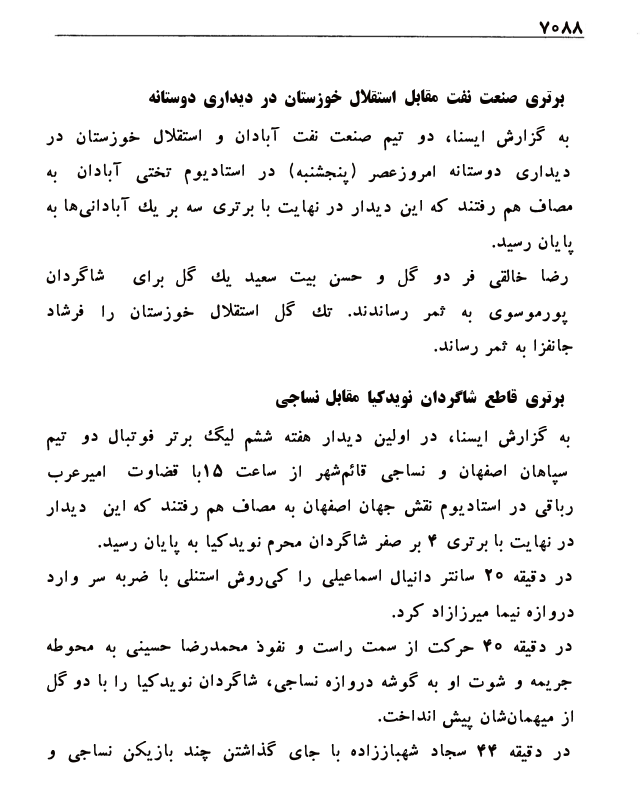 ۷۰۸۸
برتری صنعت نفت مقابل استقلال خوزستان در دیداری دوستانه
به گزارش ایسنا، دو تیم صنعت نفت آبادان و استقلال خوزستان در
دیداری دوستانه امروزعصر (پنجشنبه) در استادیوم تختی آبادان به
مصاف هم رفتند که این دیدار در نهایت با برتری سه بر یك آبادانی‌ها به
پایان رسید.
رضا خالقی فر دو گل و حسن بیت سعید یك گل برای شاگردان
پورموسوی به ثمر رساندند. تك گل استقلال خوزستان را فرشاد
جانفزا به ثمر رساند.
برتری قاطع شاگردان نویدکیا مقابل نساجی
به گزارش ایسنا، در اولین دیدار هفته ششم لیگ برتر فوتبال دو تیم
سپاهان اصفهان و نساجی قائم‌شهر از ساعت ۱۵با قضاوت امیرعرب
رباقی در استادیوم نقش جهان اصفهان به مصاف هم رفتند که این دیدار
در نهایت با برتری ۴ بر صفر شاگردان محرم نویدکیا به پایان رسید.
در دقیقه ۲۰ سانتر دانیال اسماعیلی را کی‌روش استنلی با ضربه سر وارد
دروازه نیما میرزازاد کرد.
در دقیقه ۴۰ حرکت از سمت راست و نفوذ محمدرضا حسینی به محوطه
جریمه و شوت او به گوشه دروازه نساجی، شاگردان نویدکیا را با دو گل
از میهمان‌شان پیش انداخت.
در دقیقه ۴۴ سجاد شهباززاده با جای گذاشتن چند بازیکن نساجی و